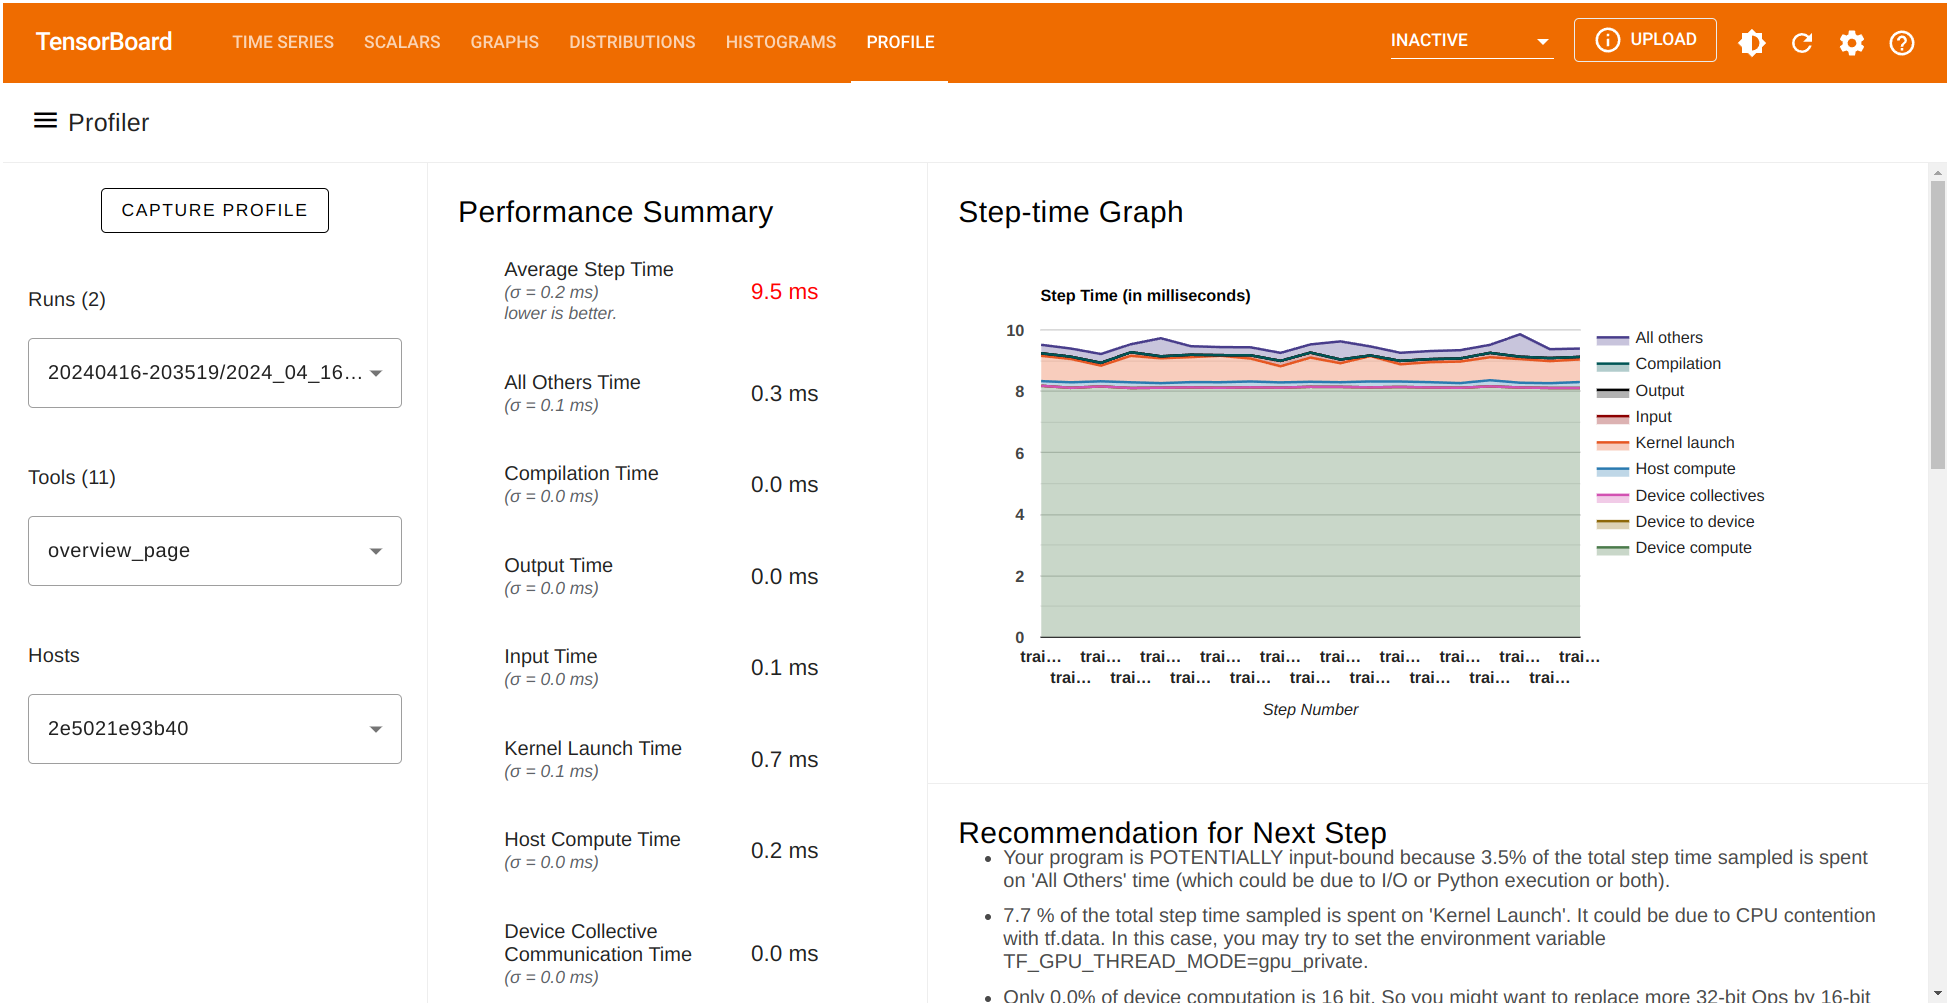 TensorBoard
TIME SERIES
SCALARS
GRAPHS
DISTRIBUTIONS
HISTOGRAMS
PROFILE
INACTIVE
UPLOAD
Profiler
CAPTURE PROFILE
Runs (2)
20240416-203519/2024_04_16...
Tools (11)
overview_page
Hosts
2e5021e93b40
Performance Summary
Average Step Time
(σ = 0.2 ms)
lower is better.
9.5 ms
All Others Time
(σ = 0.1 ms)
0.3 ms
Compilation Time
(σ = 0.0 ms)
0.0 ms
Output Time
(σ = 0.0 ms)
0.0 ms
Input Time
(σ = 0.0 ms)
0.1 ms
Kernel Launch Time
(σ = 0.1 ms)
0.7 ms
Host Compute Time
(σ = 0.0 ms)
0.2 ms
Device Collective
Communication Time
(σ = 0.0 ms)
0.0 ms
Step-time Graph
Step Time (in milliseconds)
10
8
6
4
2
0
trai... trai... trai... trai... trai... trai... trai... trai... trai... trai...
trai... trai... trai... trai... trai... trai... trai... trai... trai...
Step Number
All others
Compilation
Output
Input
Kernel launch
Host compute
Device collectives
Device to device
Device compute
Recommendation for Next Step
• Your program is POTENTIALLY input-bound because 3.5% of the total step time sampled is spent
on 'All Others' time (which could be due to I/O or Python execution or both).
• 7.7 % of the total step time sampled is spent on 'Kernel Launch'. It could be due to CPU contention
with tf.data. In this case, you may try to set the environment variable
TF_GPU_THREAD_MODE=gpu_private.
• Only 0.0% of device computation is 16 bit. So you might want to replace more 32-bit Ops by 16-bit